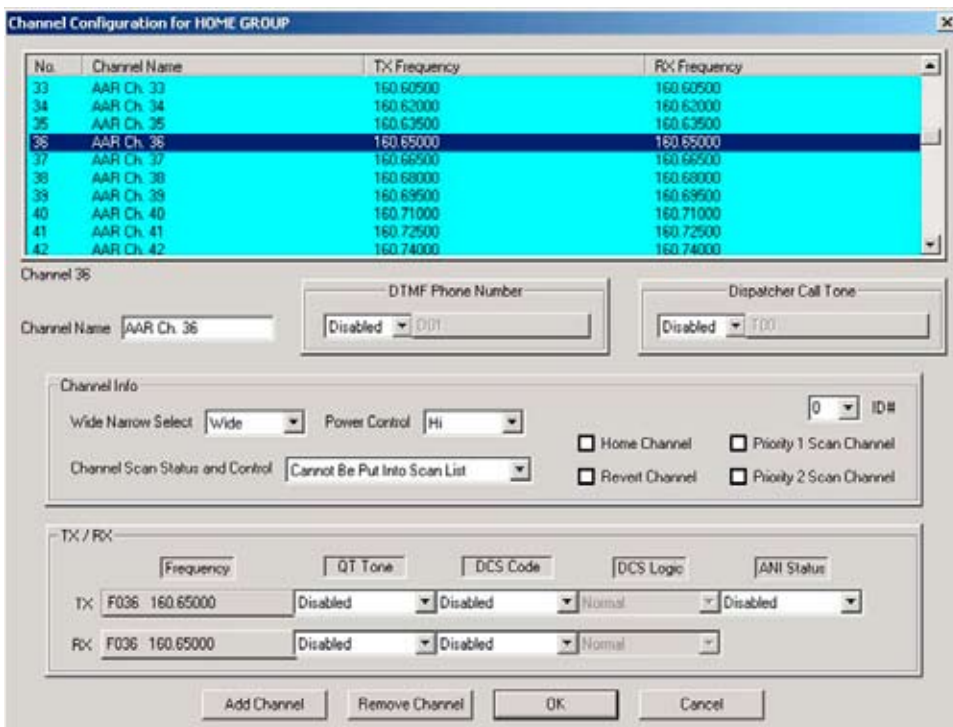 Channel Configuration for HOME GROUP
No. Channel Name TX Frequency RX Frequency
33 AAR Ch. 33 160.60500 160.60500
34 AAR Ch. 34 160.62000 160.62000
35 AAR Ch. 35 160.63500 160.63500
36 AAR Ch. 36 160.65000 160.65000
37 AAR Ch. 37 160.66500 160.66500
38 AAR Ch. 38 160.68000 160.68000
39 AAR Ch. 39 160.69500 160.69500
40 AAR Ch. 40 160.71000 160.71000
41 AAR Ch. 41 160.72500 160.72500
42 AAR Ch. 42 160.74000 160.74000
Channel 36
DTMF Phone Number Dispatcher Call Tone
Channel Name AAR Ch. 36 Disabled D01 Disabled T00
Channel Info
0 ID#
Wide Narrow Select Wide Power Control Hi
Home Channel Priority 1 Scan Channel
Channel Scan Status and Control Cannot Be Put Into Scan List
Revert Channel Priority 2 Scan Channel
TX / RX
Frequency QT Tone DCS Code DCS Logic ANI Status
TX F036 160.65000 Disabled Disabled Normal Disabled
RX F036 160.65000 Disabled Disabled Normal
Add Channel Remove Channel OK Cancel